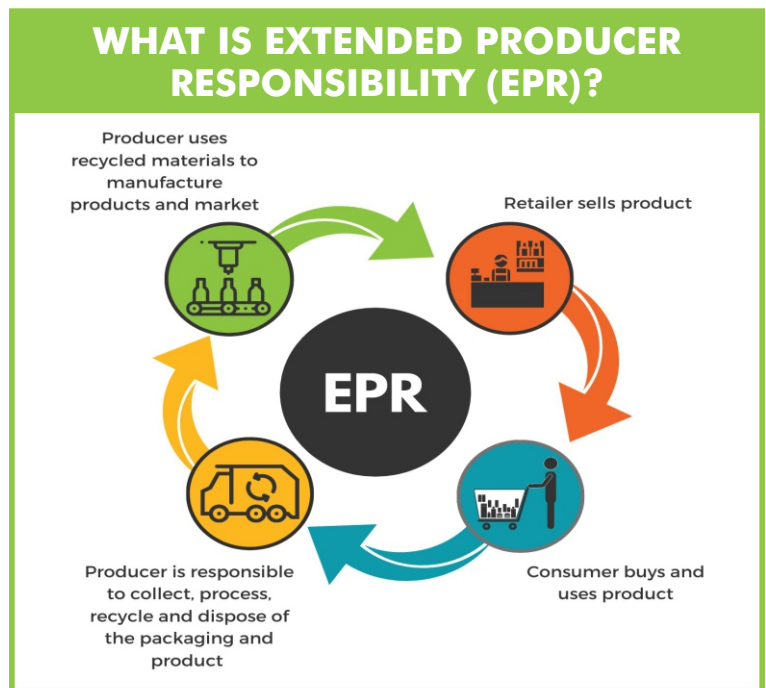 WHAT IS EXTENDED PRODUCER
RESPONSIBILITY (EPR)?
Producer uses
recycled materials to
manufacture
products and market
Retailer sells product
EPR
Producer is responsible
to collect, process,
recycle and dispose of
the packaging and
product
Consumer buys and
uses product